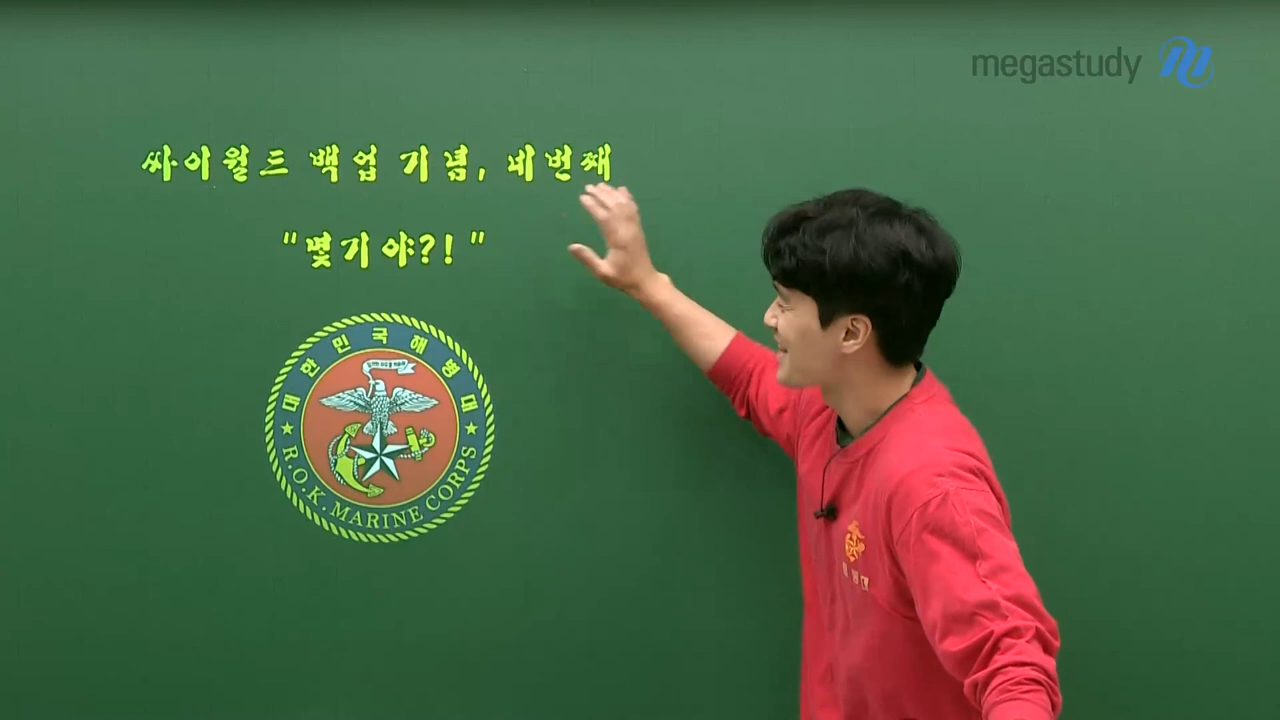 megastudy
싸이월드 백업 기념, 네번째
"몇기야?!"
대한민국해병대
R.O.K. MARINE CORPS